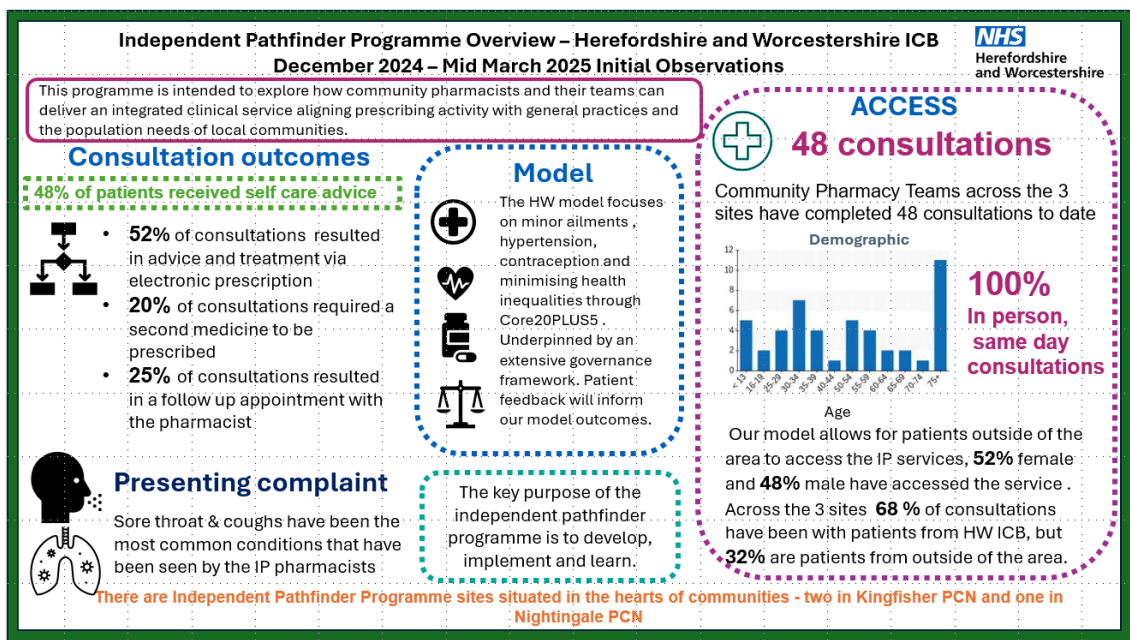 Independent Pathfinder Programme Overview – Herefordshire and Worcestershire ICB
December 2024 – Mid March 2025 Initial Observations
NHS
Herefordshire
and Worcestershire
This programme is intended to explore how community pharmacists and their teams can
deliver an integrated clinical service aligning prescribing activity with general practices and
the population needs of local communities.
Consultation outcomes
48% of patients received self care advice
• 52% of consultations resulted
in advice and treatment via
electronic prescription
• 20% of consultations required a
second medicine to be
prescribed
• 25% of consultations resulted
in a follow up appointment with
the pharmacist
Presenting complaint
Sore throat & coughs have been the
most common conditions that have
been seen by the IP pharmacists
Model
The HW model focuses
on minor ailments ,
hypertension,
contraception and
minimising health
inequalities through
Core20PLUS5 .
Underpinned by an
extensive governance
framework. Patient
feedback will inform
our model outcomes.
The key purpose of the
independent pathfinder
programme is to develop,
implement and learn.
ACCESS
48 consultations
Community Pharmacy Teams across the 3
sites have completed 48 consultations to date
Demographic
12
10
8
6
4
2
0
< 13
16-19
25-29
30-34
35-39
40-44
50-54
55-59
60-64
65-69
70-74
75+
Age
100%
In person,
same day
consultations
Our model allows for patients outside of the
area to access the IP services, 52% female
and 48% male have accessed the service .
Across the 3 sites 68 % of consultations
have been with patients from HW ICB, but
32% are patients from outside of the area.
There are Independent Pathfinder Programme sites situated in the hearts of communities - two in Kingfisher PCN and one in
Nightingale PCN